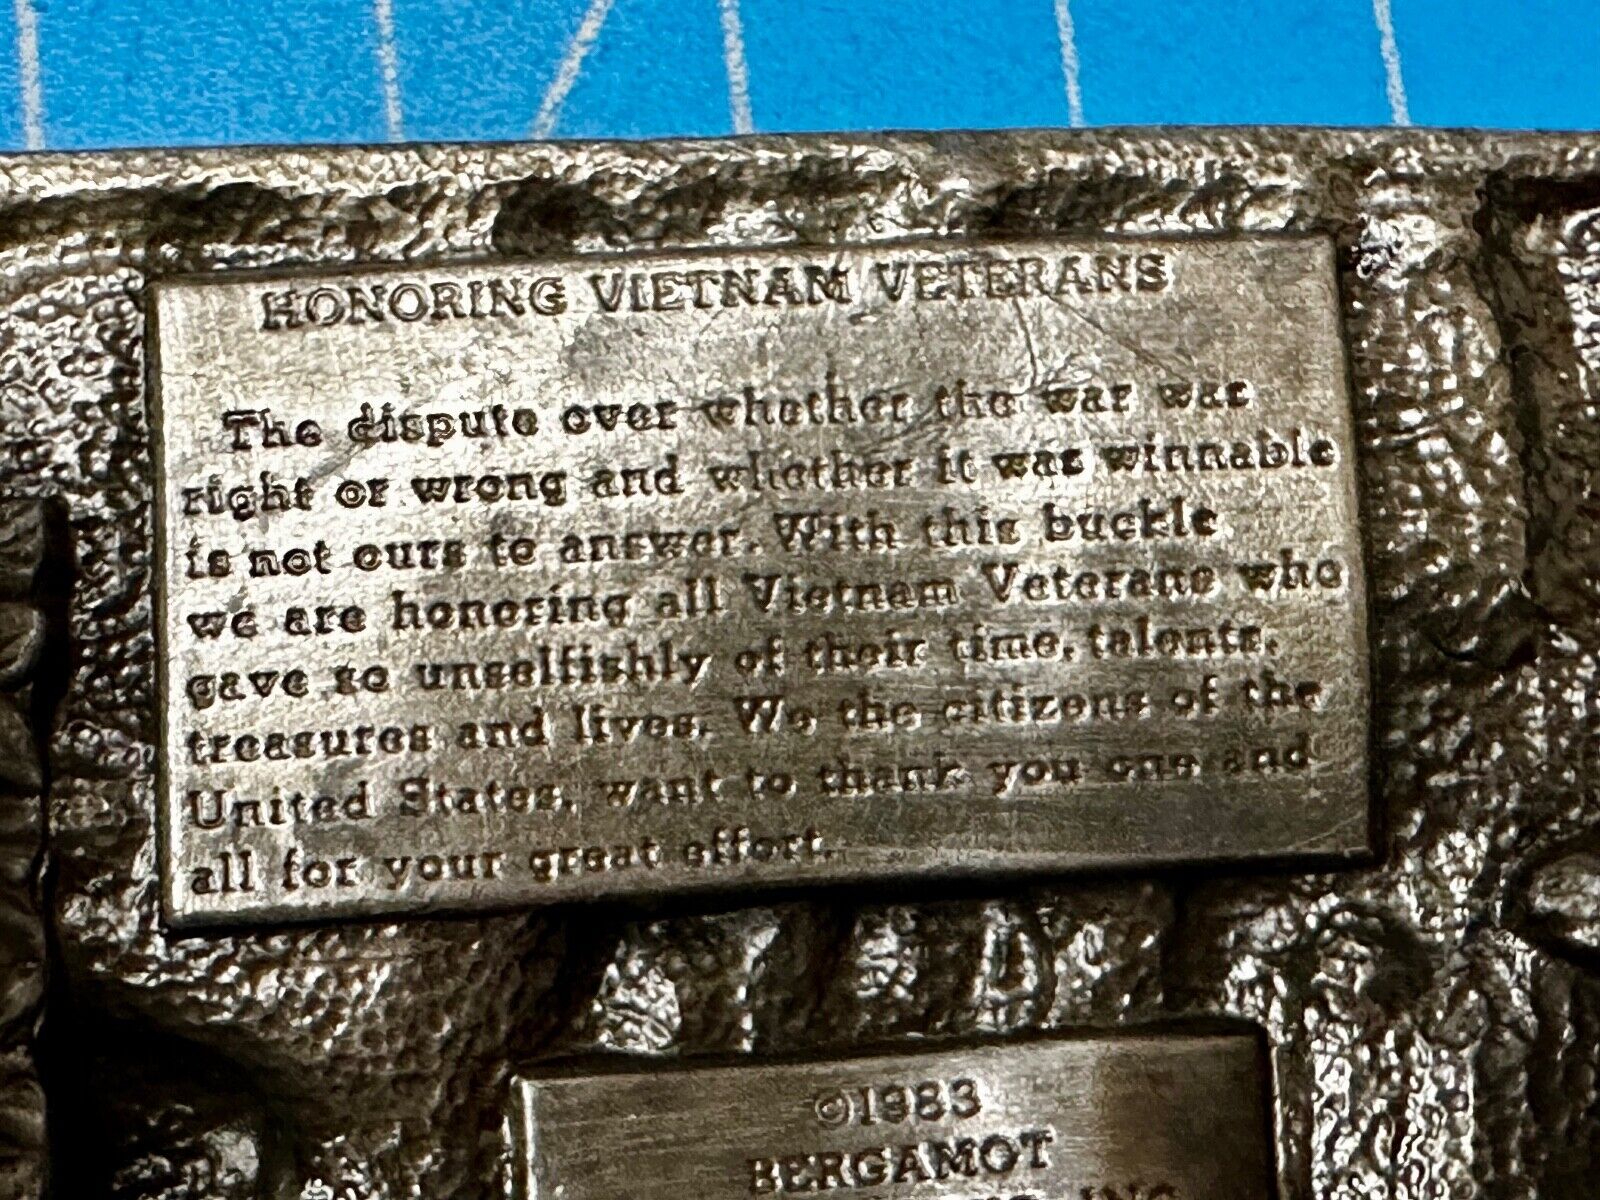 HONORING VIETNAM VETERANS
The dispute over whether the war was
right or wrong and whether it was winnable
is not ours to answer. With this buckle,
we are honoring all Vietnam Veterans who
gave so unselfishly of their time, talents,
treasures and lives. We the citizens of the
United States, want to thank you one and
all for your great effort.
©1983
BERGAMOT
ING